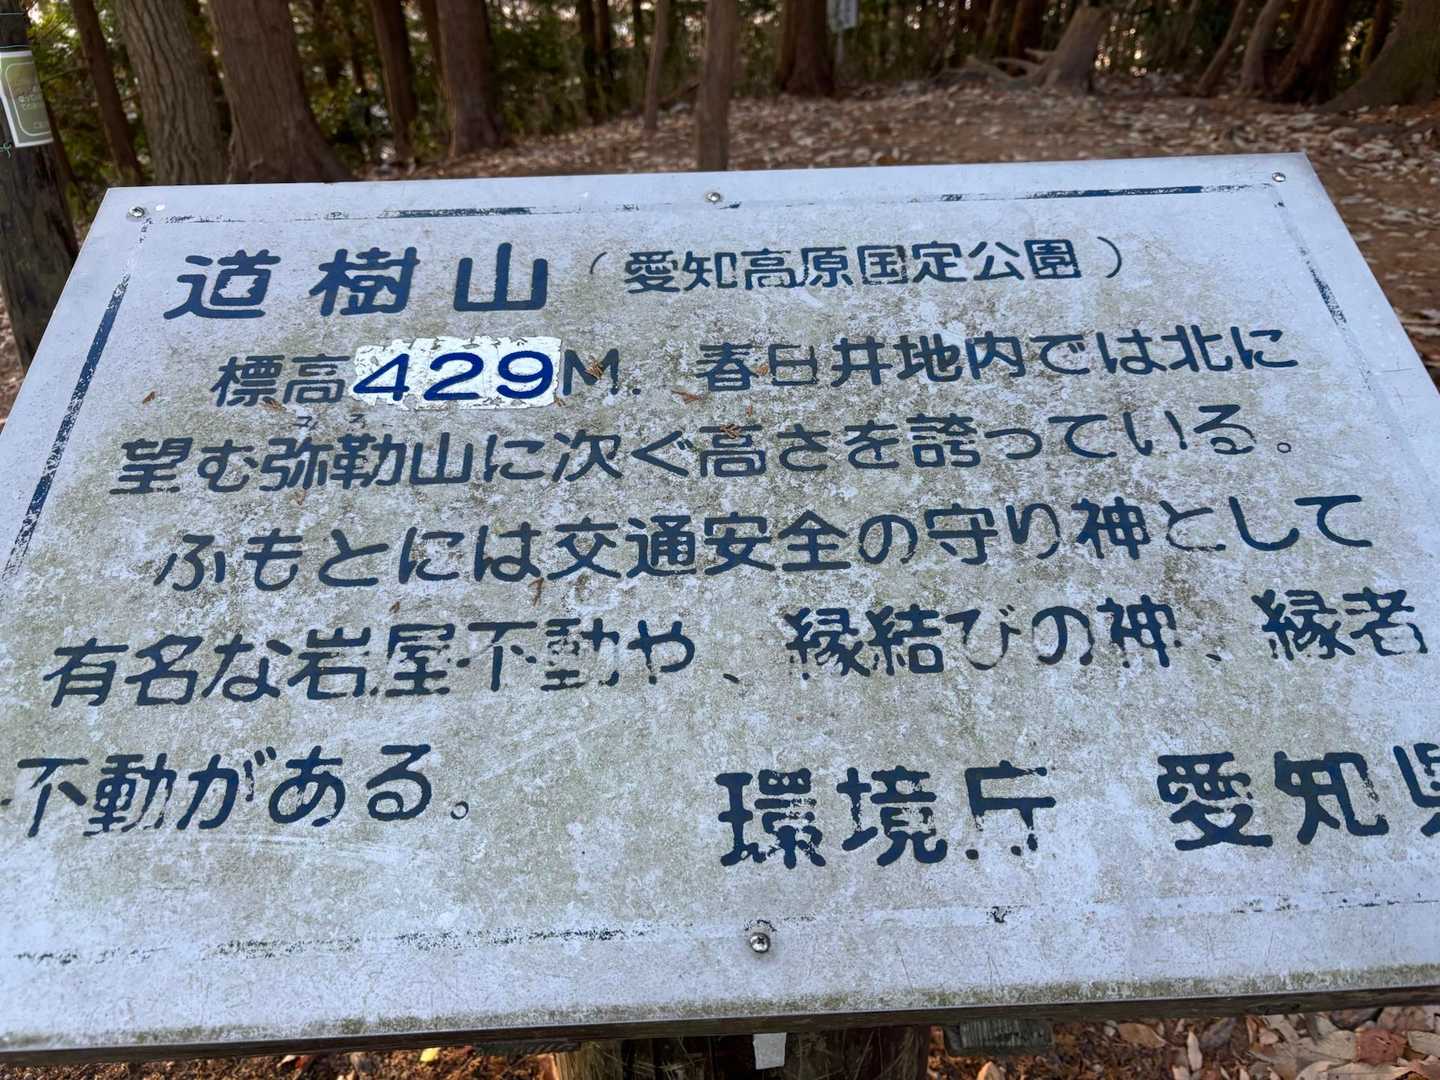 道樹山（愛知高原国定公園）
標高429M. 春日井地内では北に
望む弥勒山に次ぐ高さを誇っている。
ふもとには交通安全の守り神として
有名な岩屋不動や、縁結びの神、縁者
不動がある。
環境庁 愛知県